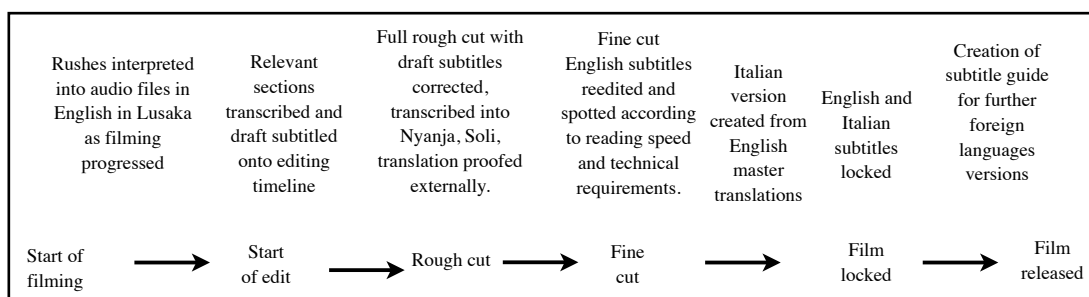 Rushes interpreted
into audio files in
English in Lusaka
as filming
progressed
Relevant
sections
transcribed and
draft subtitled
onto editing
timeline
Full rough cut with
draft subtitles
corrected,
transcribed into
Nyanja, Soli,
translation proofed
externally.
Fine cut
English subtitles
reedited and
spotted according
to reading speed
and technical
requirements.
Italian
version
created from
English
master
translations
English and
Italian
subtitles
locked
Creation of
subtitle guide
for further
foreign
languages
versions
Start of
filming
Start
of edit
Rough cut
Fine
cut
Film
locked
Film
released